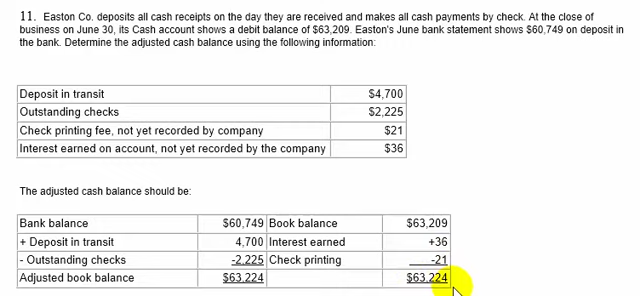 11. Easton Co. deposits all cash receipts on the day they are received and makes all cash payments by check. At the close of
business on June 30, its Cash account shows a debit balance of $63,209. Easton's June bank statement shows $60,749 on deposit in
the bank. Determine the adjusted cash balance using the following information:
Deposit in transit $4,700
Outstanding checks $2,225
Check printing fee, not yet recorded by company $21
Interest earned on account, not yet recorded by the company $36
The adjusted cash balance should be:
Bank balance $60,749 Book balance $63,209
+ Deposit in transit 4,700 Interest earned +36
- Outstanding checks -2,225 Check printing -21
Adjusted book balance $63,224 $63,224